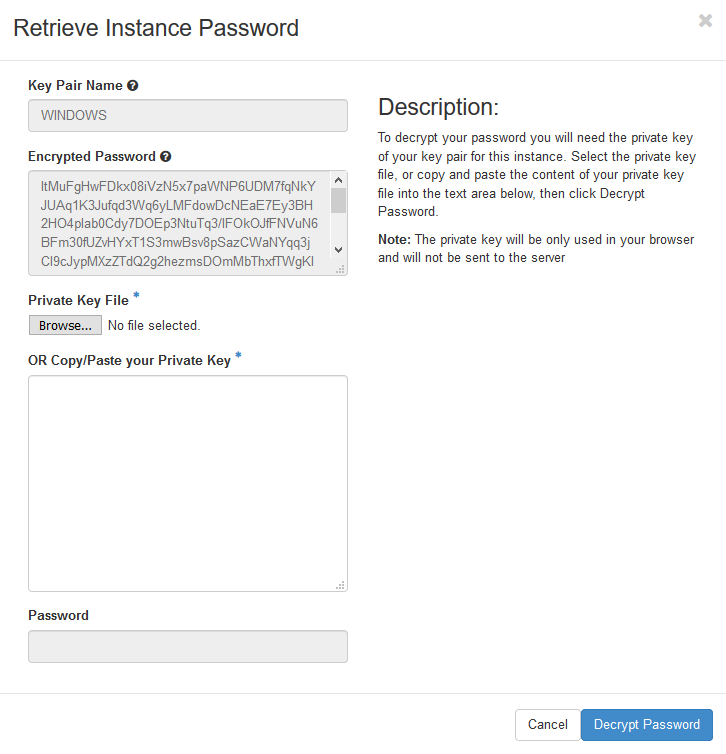 Retrieve Instance Password
Key Pair Name
WINDOWS
Encrypted Password
ltMuFgHwFDkx08iVzN5x7paWNP6UDM7fqNkY
JUAq1K3Jufqd3Wq6yLMFdowDcNEaE7Ey3BH
2HO4plab0Cdy7DOEp3NtuTq3/IFOkOJfFNVuN6
BFm30fUZvHYxT1S3mwBsv8pSazCWaNYqq3j
CI9cJypMXzZTdQ2g2hezmsDOmMbThxfTWgKI
Private Key File *
Browse... No file selected.
OR Copy/Paste your Private Key *
Password
Description:
To decrypt your password you will need the private key
of your key pair for this instance. Select the private key
file, or copy and paste the content of your private key
file into the text area below, then click Decrypt
Password.
Note: The private key will be only used in your browser
and will not be sent to the server
Cancel
Decrypt Password